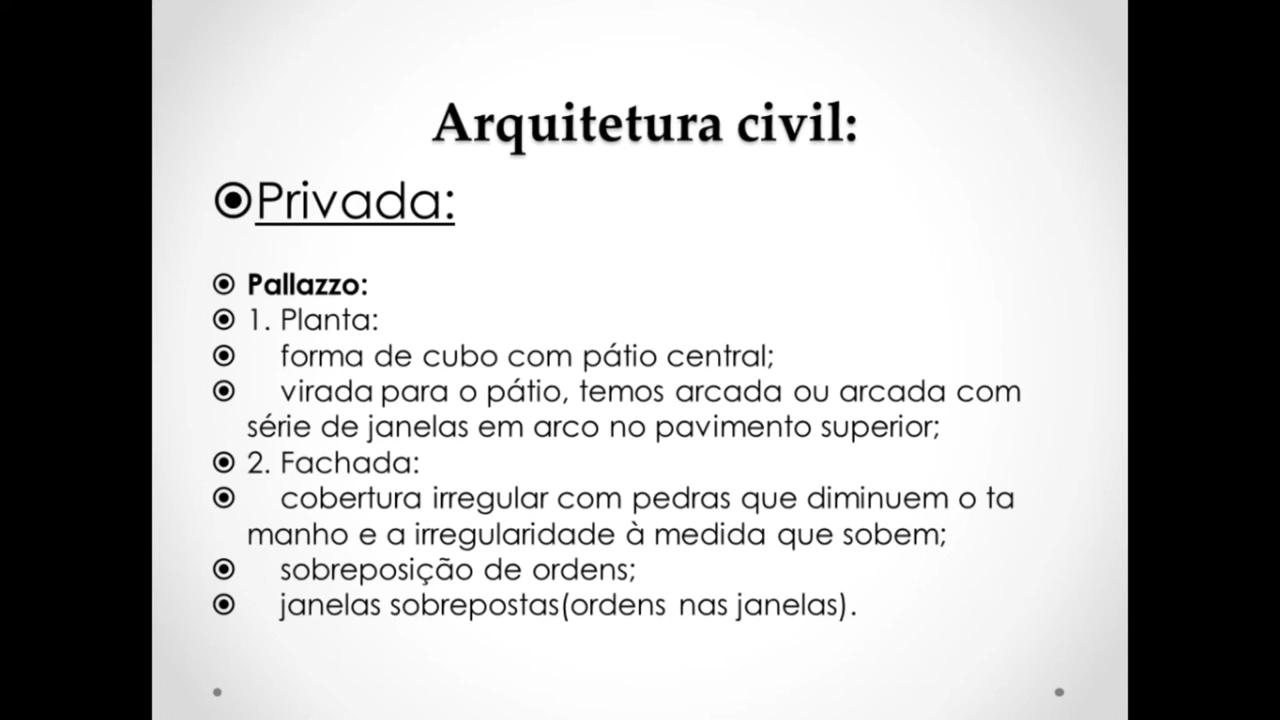 Arquitetura civil:
Privada:
Pallazzo:
1. Planta:
forma de cubo com pátio central;
virada para o pátio, temos arcada ou arcada com
série de janelas em arco no pavimento superior;
2. Fachada:
cobertura irregular com pedras que diminuem o ta
manho e a irregularidade à medida que sobem;
sobreposição de ordens;
janelas sobrepostas(ordens nas janelas).